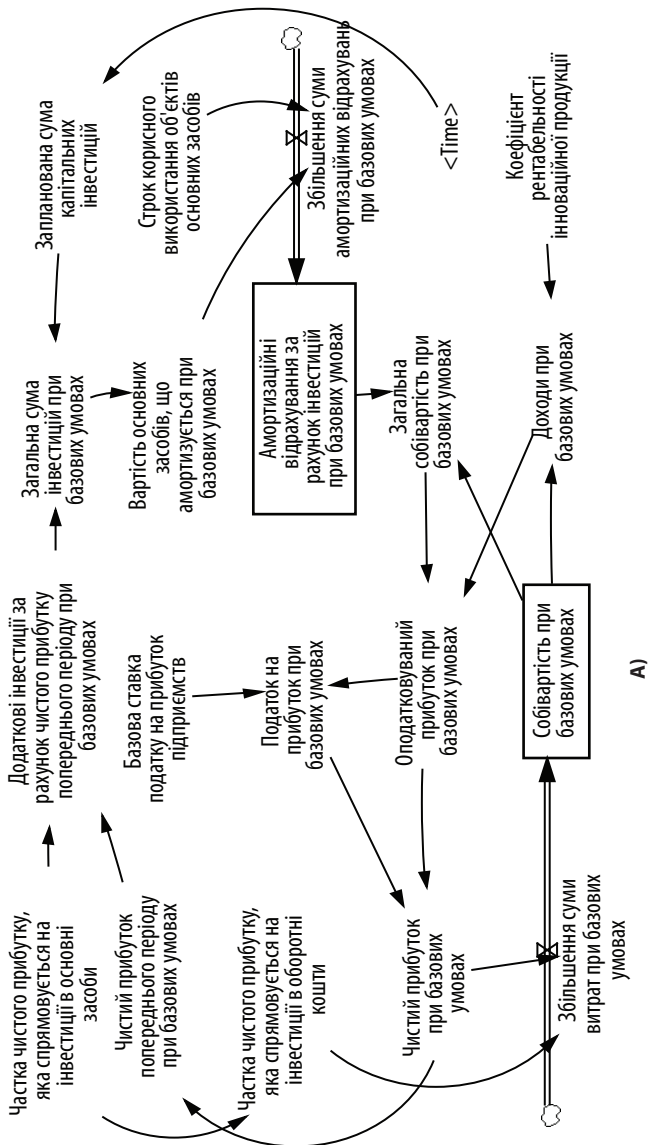 Частка чистого прибутку,
яка спрямовується на
інвестиції в основні
засоби
Додаткові інвестиції за
рахунок чистого прибутку
попереднього періоду при
базових умовах
Загальна сума
інвестицій при
базових умовах
Запланована сума
капітальних
інвестицій
Чистий прибуток
попереднього періоду
при базових умовах
Базова ставка
податку на прибуток
підприємств
Вартість основних
засобів, що
амортизується при
базових умовах
Строк корисного
використання об'єктів
основних засобів
Частка чистого прибутку,
яка спрямовується на
інвестиції в оборотні
кошти
Податок на
прибуток при
базових умовах
Амортизаційні
відрахування за
рахунок інвестицій
при базових умовах
Збільшення суми
амортизаційних відрахувань
при базових умовах
Чистий прибуток
при базових
умовах
Оподатковуваний
прибуток при
базових умовах
Загальна
собівартість при
базових умовах
<Time>
Збільшення суми
витрат при базових
умовах
Собівартість при
базових умовах
Доходи при
базових умовах
Коефіцієнт
рентабельності
інноваційної продукції
А)